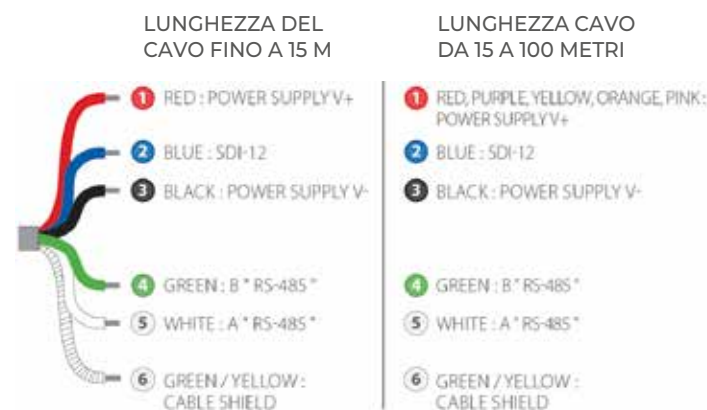 LUNGHEZZA DEL
CAVO FINO A 15 M
1 RED : POWER SUPPLY V+
2 BLUE : SDI-12
3 BLACK : POWER SUPPLY V-
4 GREEN : B " RS-485 "
5 WHITE : A " RS-485 "
6 GREEN / YELLOW :
CABLE SHIELD
LUNGHEZZA CAVO
DA 15 A 100 METRI
1 RED, PURPLE, YELLOW, ORANGE, PINK :
POWER SUPPLY V+
2 BLUE : SDI-12
3 BLACK : POWER SUPPLY V-
4 GREEN : B " RS-485 "
5 WHITE : A " RS-485 "
6 GREEN / YELLOW :
CABLE SHIELD